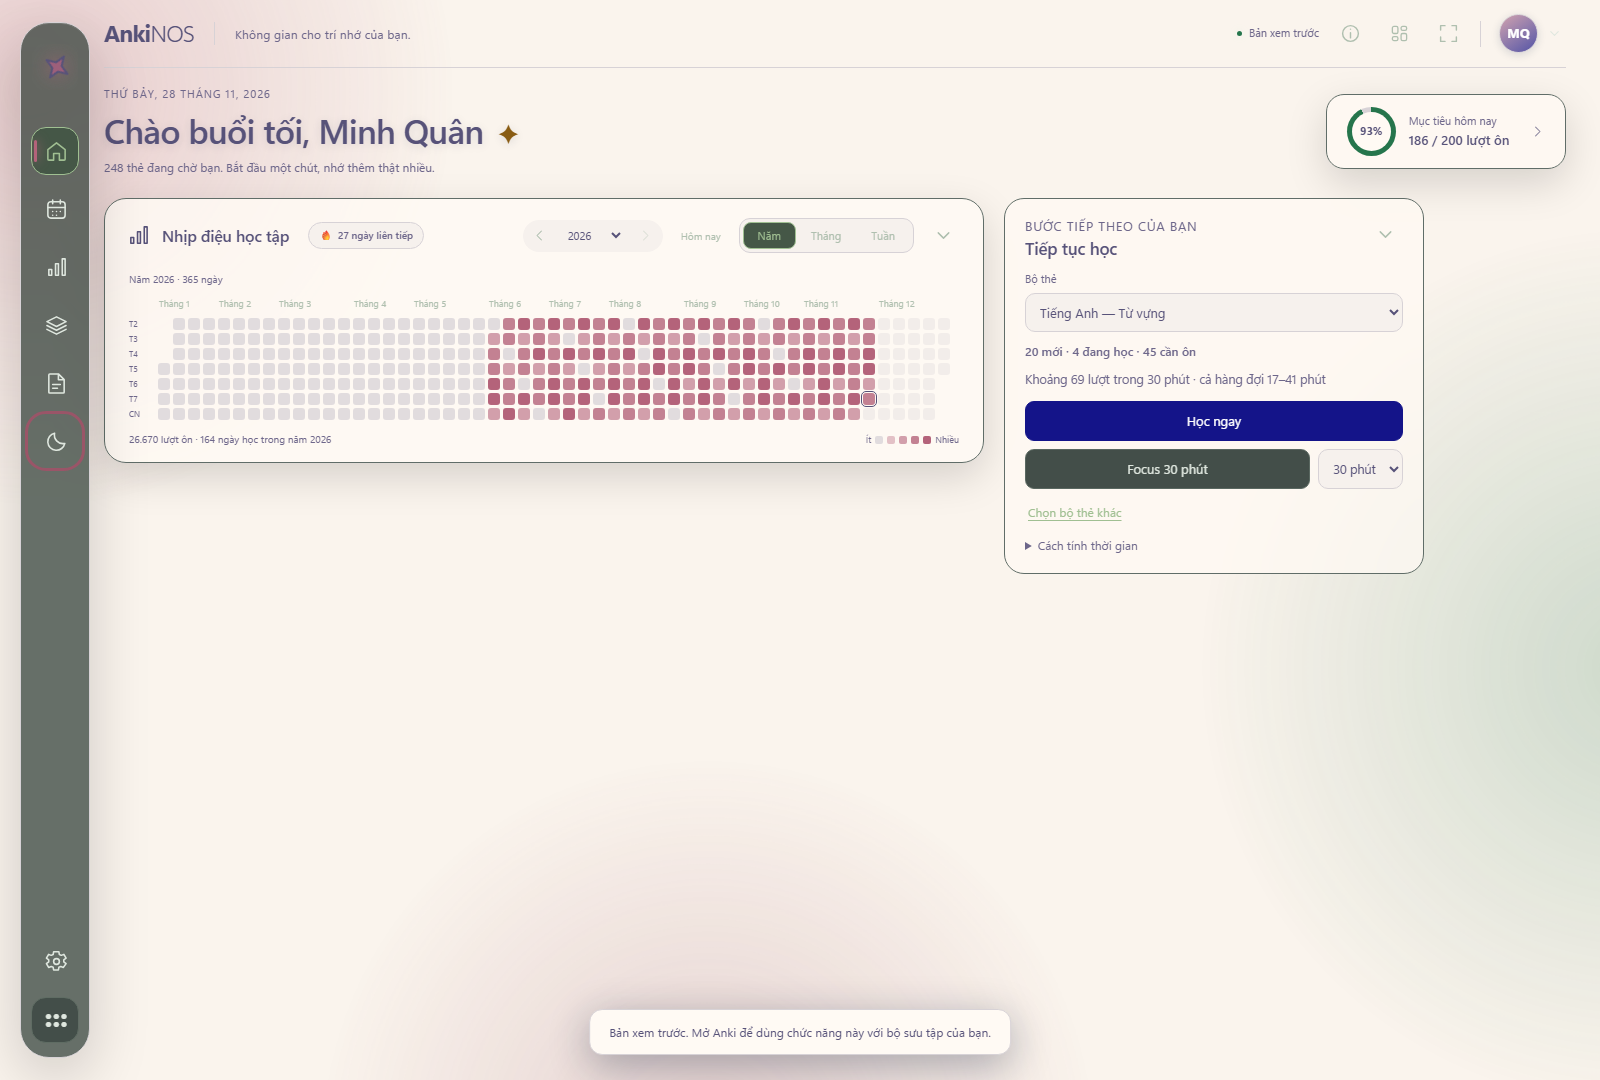 AnkiNOS
Không gian cho trí nhớ của bạn.
Bản xem trước
MQ
THỨ BẢY, 28 THÁNG 11, 2026
Chào buổi tối, Minh Quân
248 thẻ đang chờ bạn. Bắt đầu một chút, nhớ thêm thật nhiều.
93%
Mục tiêu hôm nay
186 / 200 lượt ôn
Nhịp điệu học tập
27 ngày liên tiếp
2026
Hôm nay
Năm
Tháng
Tuần
Năm 2026 · 365 ngày
Tháng 1 Tháng 2 Tháng 3 Tháng 4 Tháng 5 Tháng 6 Tháng 7 Tháng 8 Tháng 9 Tháng 10 Tháng 11 Tháng 12
T2
T3
T4
T5
T6
T7
CN
26.670 lượt ôn · 164 ngày học trong năm 2026
Ít
Nhiều
BƯỚC TIẾP THEO CỦA BẠN
Tiếp tục học
Bộ thẻ
Tiếng Anh — Từ vựng
20 mới · 4 đang học · 45 cần ôn
Khoảng 69 lượt trong 30 phút · cả hàng đợi 17–41 phút
Học ngay
Focus 30 phút
30 phút
Chọn bộ thẻ khác
Cách tính thời gian
Bản xem trước. Mở Anki để dùng chức năng này với bộ sưu tập của bạn.